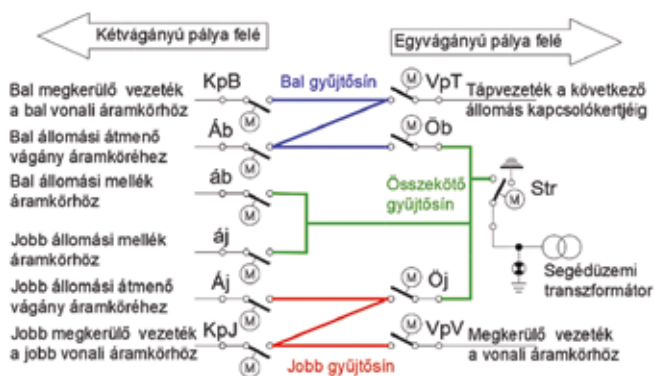 Kétvágányú pálya felé
Egyvágányú pálya felé
Bal megkerülő vezeték
a bal vonali áramkörhöz
KpB
M
Bal gyűjtősín
M
VpT
Tápvezeték a következő
állomás kapcsolókertjéig
Bal állomási átmenő
vágány áramköréhez
Áb
M
M
Öb
Bal állomási mellék
áramkörhöz
áb
M
Összekötő
gyűjtősín
M
Str
Jobb állomási mellék
áramkörhöz
áj
M
Segédüzemi
transzformátor
Jobb állomási átmenő
vágány áramköréhez
Áj
M
M
Öj
Jobb megkerülő vezeték
a jobb vonali áramkörhöz
KpJ
M
Jobb gyűjtősín
M
VpV
Megkerülő vezeték
a vonali áramkörhöz